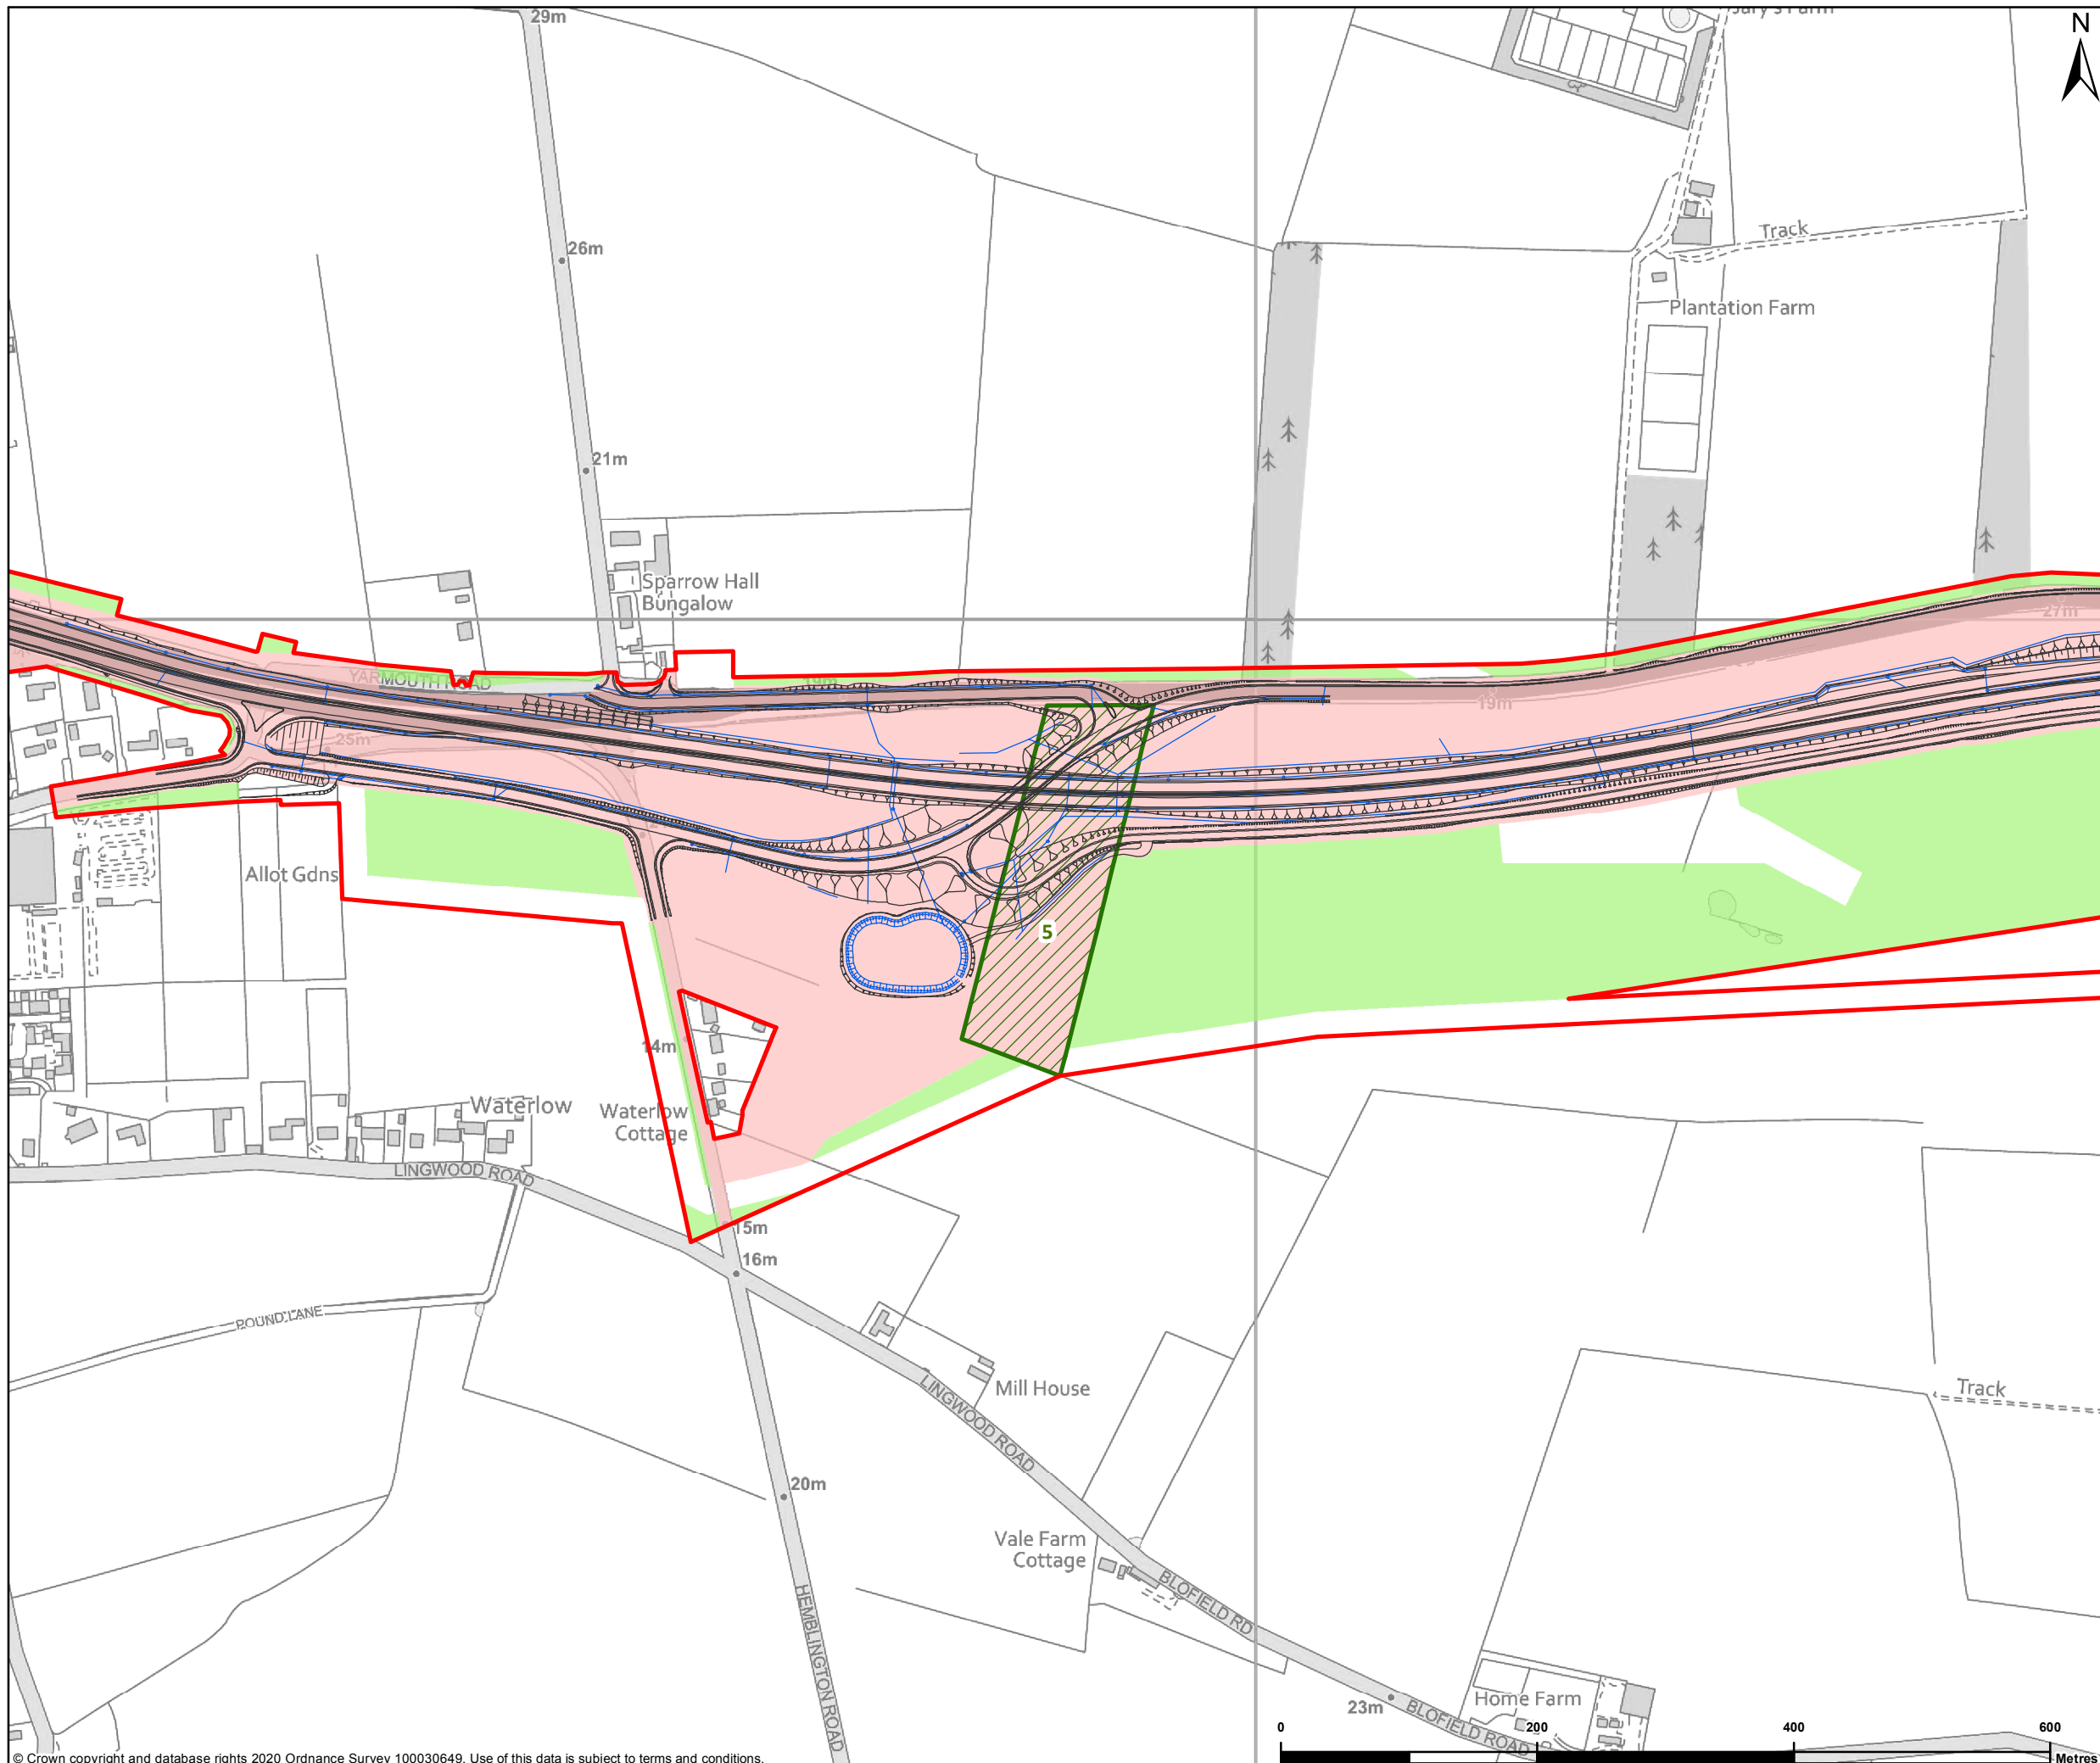 29m
Jary's Farm
N
26m
Track
Plantation Farm
21m
Sparrow Hall
Bungalow
27m
YARMOUTH ROAD
19m
19m
25m
Allot Gdns
5
14m
Waterlow
Waterlow
Cottage
LINGWOOD ROAD
15m
16m
POUND LANE
Mill House
LINGWOOD ROAD
Track
20m
Vale Farm
Cottage
BLOFIELD RD
HEMBLINGTON ROAD
Home Farm
23m
BLOFIELD ROAD
0 200 400 600
Metres
© Crown copyright and database rights 2020 Ordnance Survey 100030649. Use of this data is subject to terms and conditions.